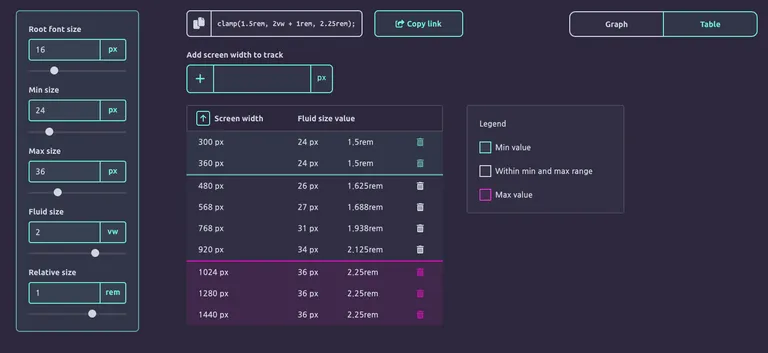 Root font size
16 px
Min size
24 px
Max size
36 px
Fluid size
2 vw
Relative size
1 rem
clamp(1.5rem, 2vw + 1rem, 2.25rem);
Copy link
Graph Table
Add screen width to track
+ px
Screen width Fluid size value
300 px 24 px 1,5rem
360 px 24 px 1,5rem
480 px 26 px 1,625rem
568 px 27 px 1,688rem
768 px 31 px 1,938rem
920 px 34 px 2,125rem
1024 px 36 px 2,25rem
1280 px 36 px 2,25rem
1440 px 36 px 2,25rem
Legend
Min value
Within min and max range
Max value